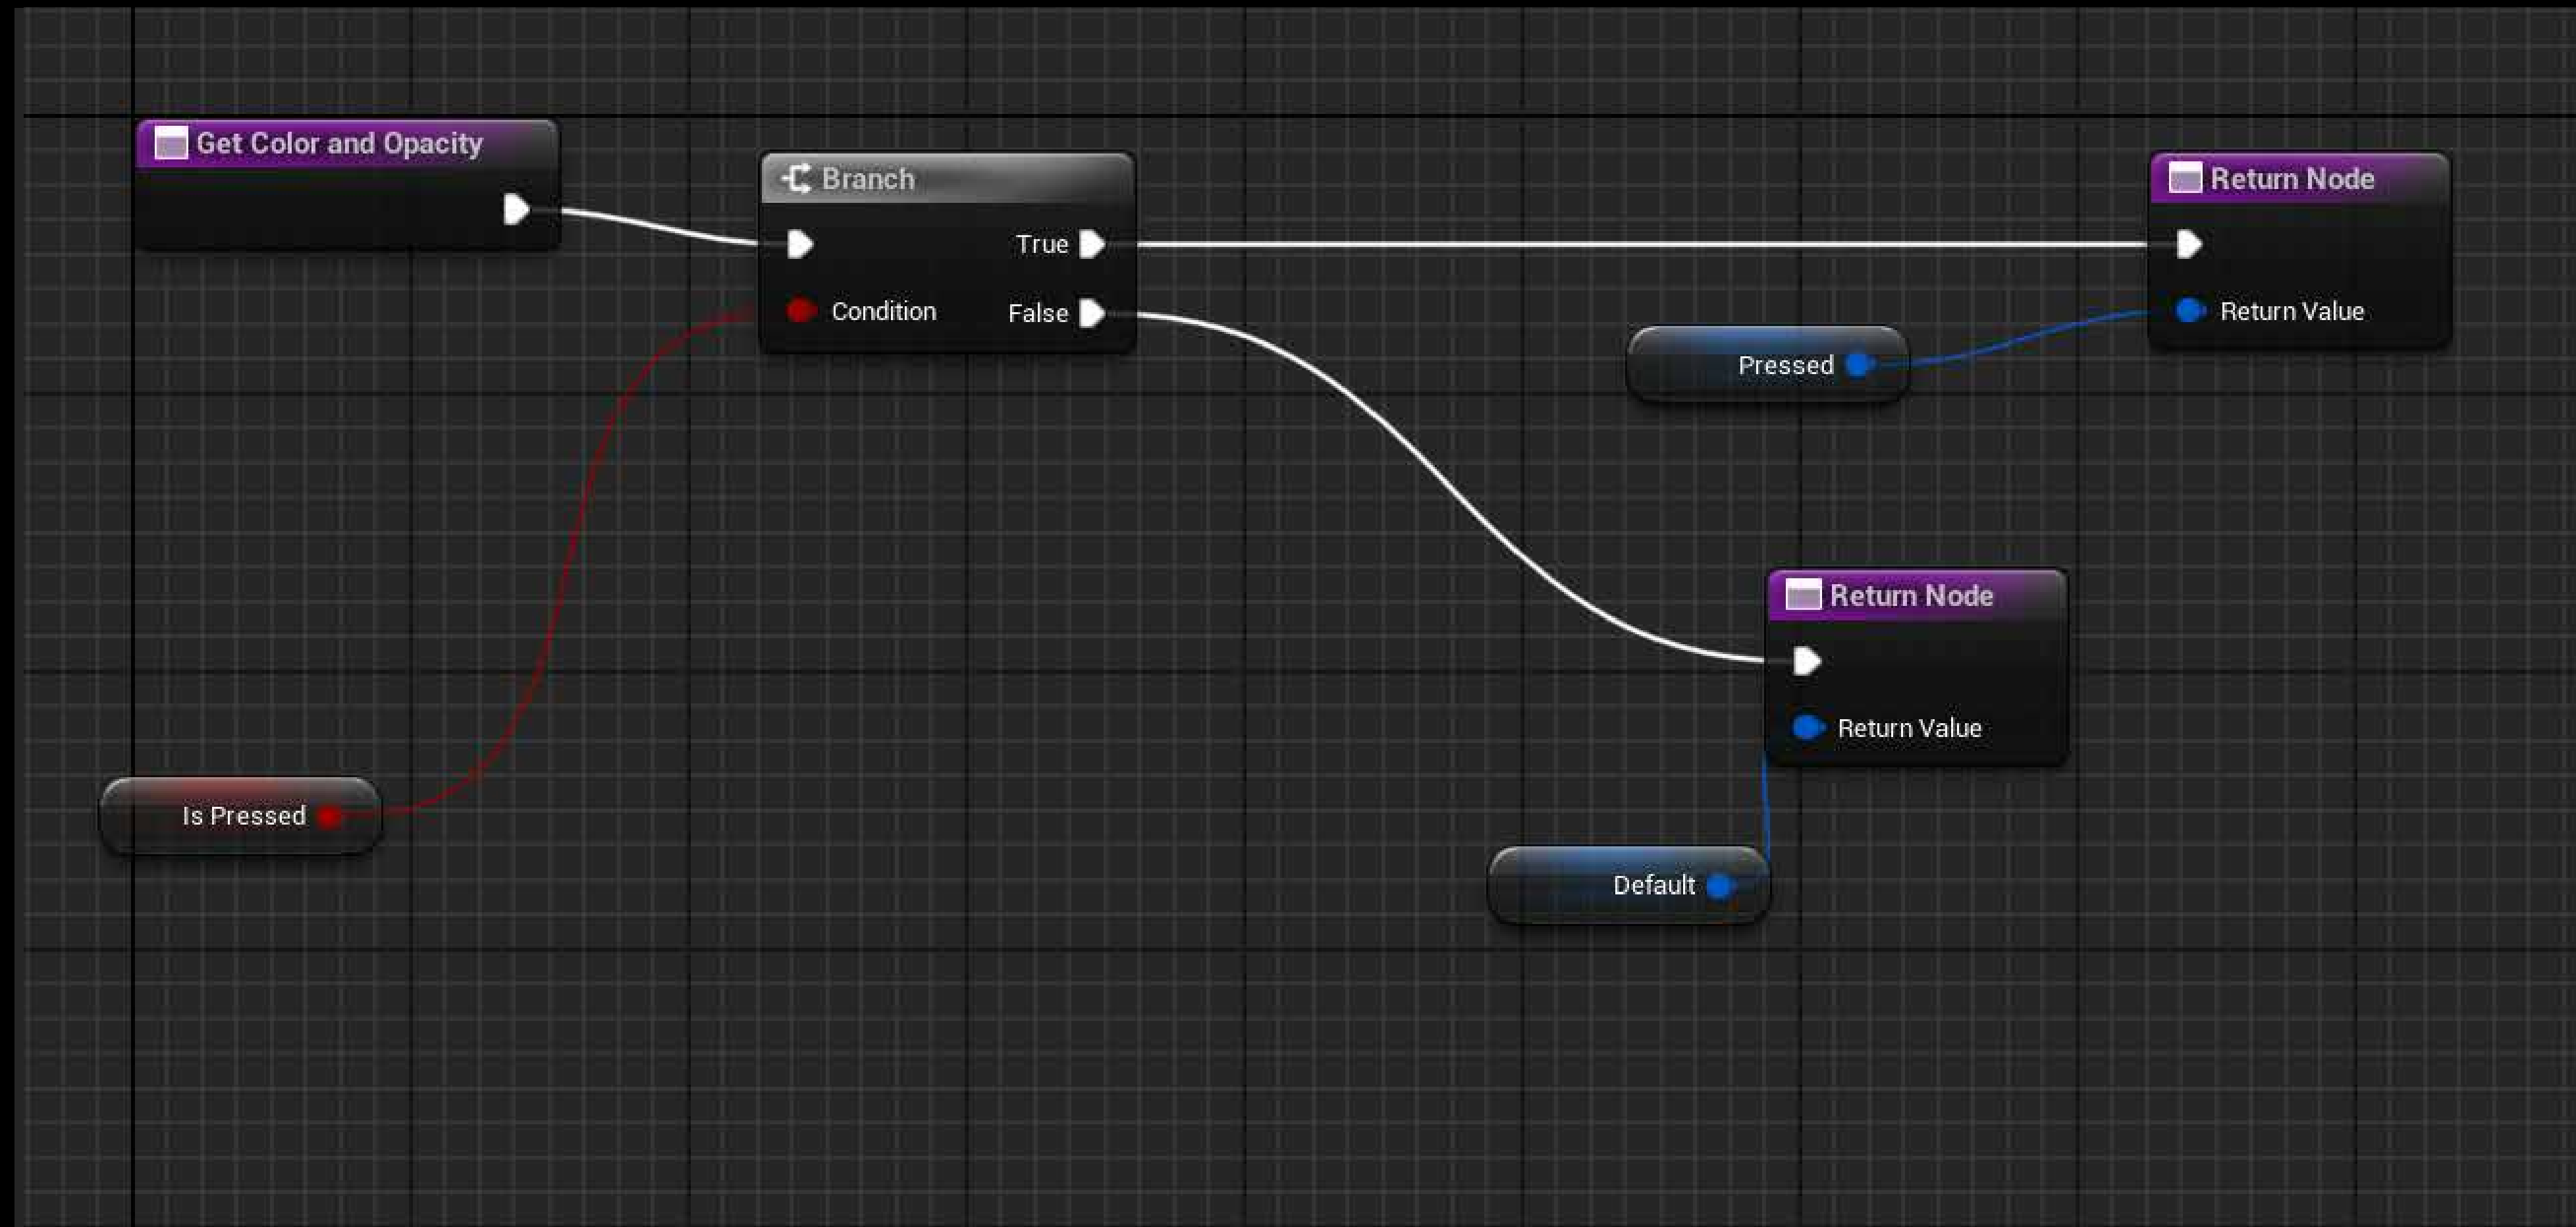 Get Color and Opacity
Branch
True
Condition
False
Return Node
Return Value
Pressed
Return Node
Return Value
Is Pressed
Default